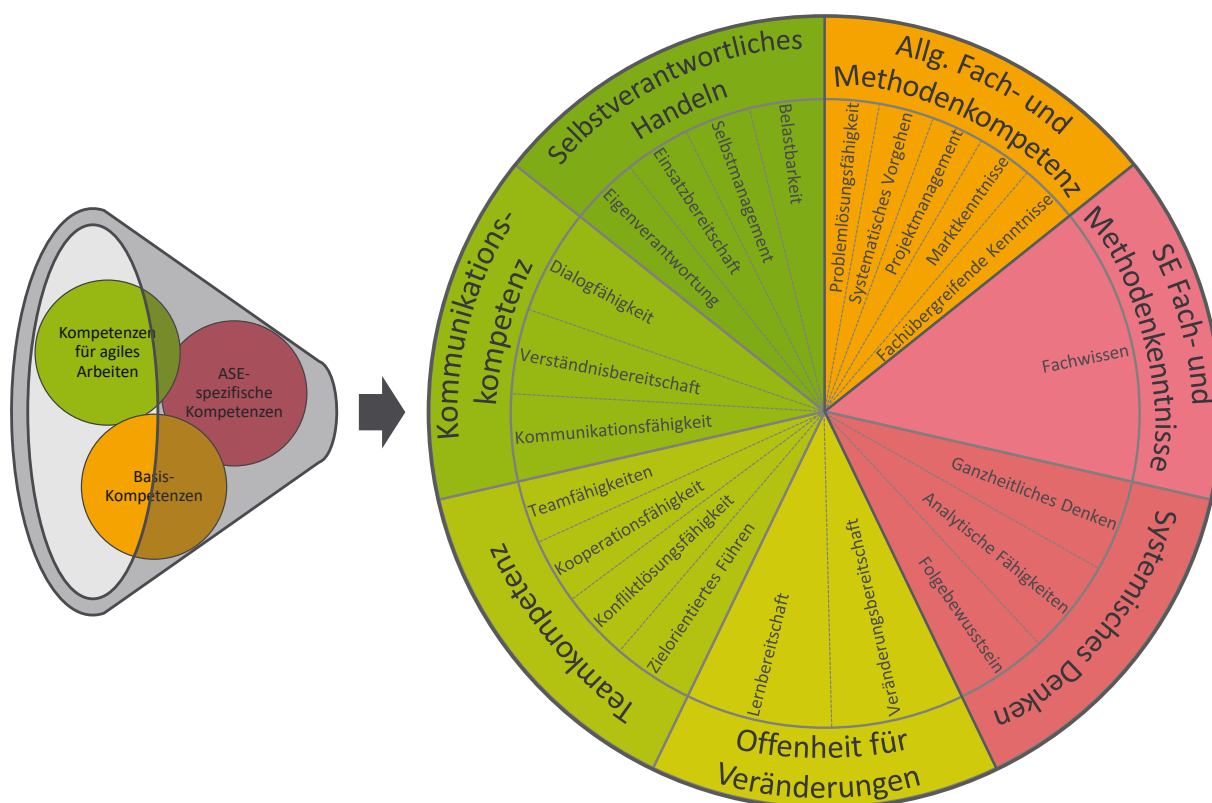 Kompetenzen
für agiles
Arbeiten
ASE-
spezifische
Kompetenzen
Basis-
Kompetenzen
Allg. Fach- und
Methodenkompetenz
Problemlösungsfähigkeit
Systematisches Vorgehen
Projektmanagement
Marktkenntnisse
Fachübergreifende Kenntnisse
SE Fach- und
Methodenkenntnisse
Fachwissen
Systemisches Denken
Ganzheitliches Denken
Analytische Fähigkeiten
Folgebewusstsein
Offenheit für
Veränderungen
Veränderungsbereitschaft
Lernbereitschaft
Teamkompetenz
Zielorientiertes Führen
Konfliktlösungsfähigkeit
Kooperationsfähigkeit
Teamfähigkeiten
Kommunikations-
kompetenz
Kommunikationsfähigkeit
Verständnisbereitschaft
Dialogfähigkeit
Selbstverantwortliches
Handeln
Eigenverantwortung
Einsatzbereitschaft
Selbstmanagement
Belastbarkeit